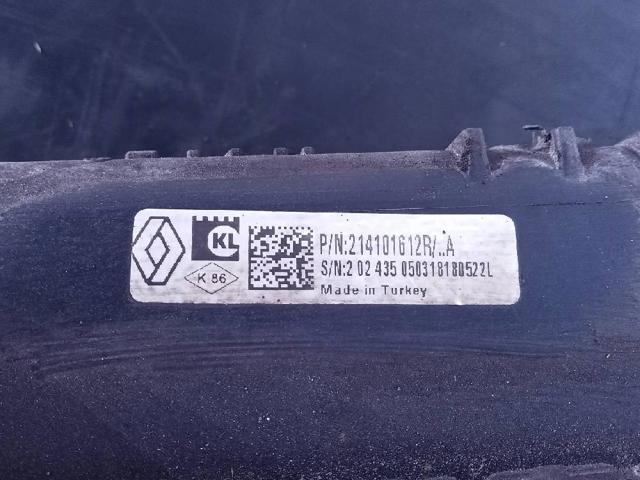 KL
K 86
P/N:214101612R/..A
S/N:2 02 435 050318180522L
Made in Turkey